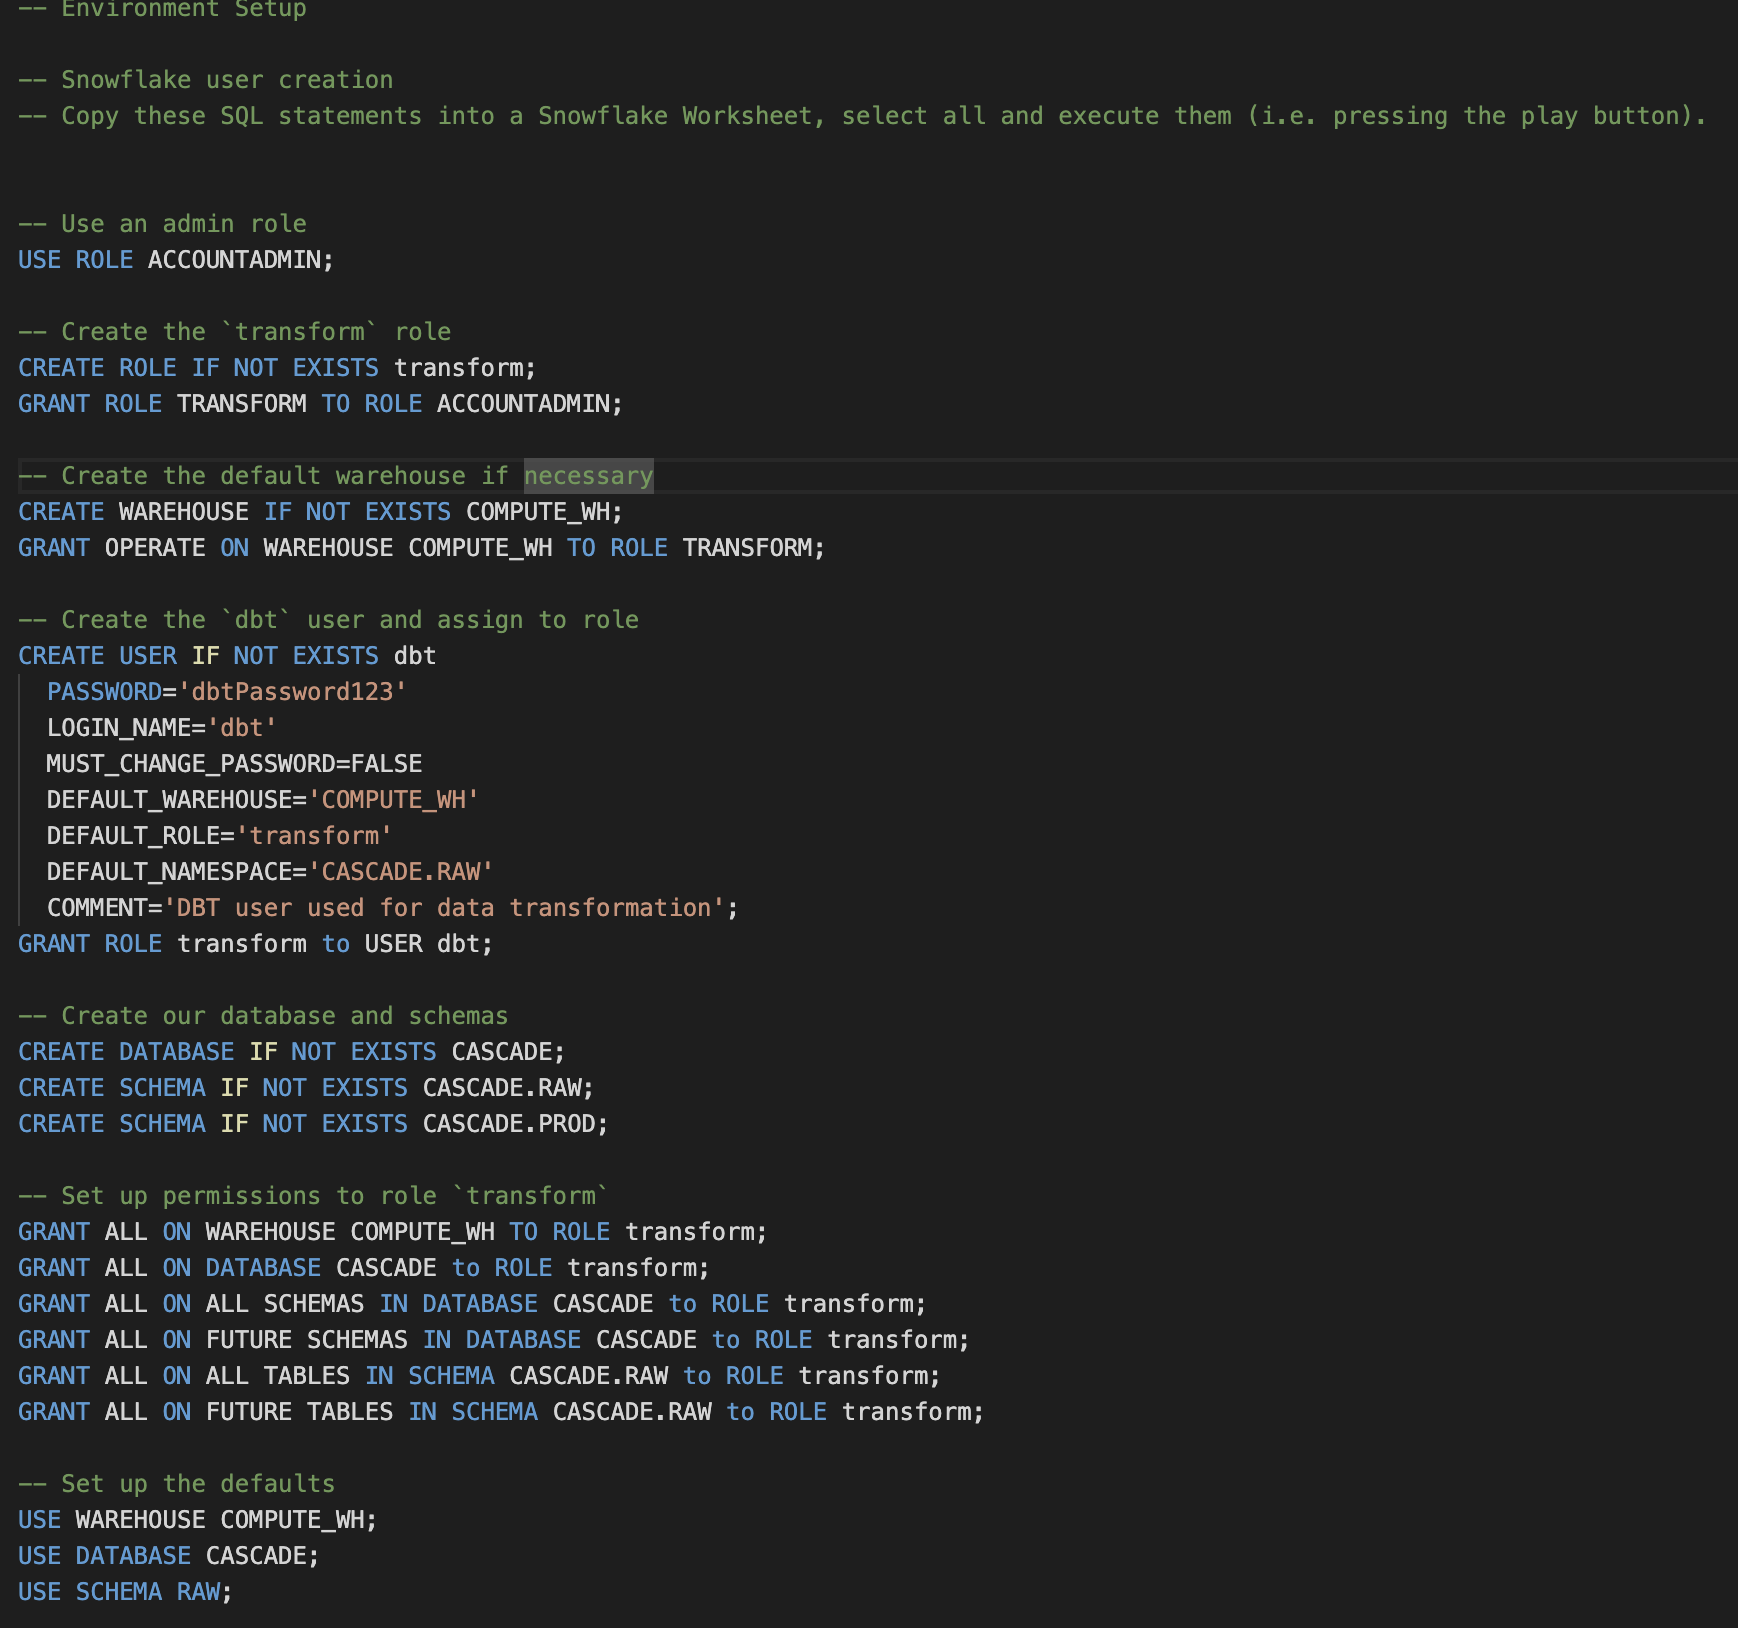 -- Environment Setup
-- Snowflake user creation
-- Copy these SQL statements into a Snowflake Worksheet, select all and execute them (i.e. pressing the play button).
-- Use an admin role
USE ROLE ACCOUNTADMIN;
-- Create the `transform` role
CREATE ROLE IF NOT EXISTS transform;
GRANT ROLE TRANSFORM TO ROLE ACCOUNTADMIN;
-- Create the default warehouse if necessary
CREATE WAREHOUSE IF NOT EXISTS COMPUTE_WH;
GRANT OPERATE ON WAREHOUSE COMPUTE_WH TO ROLE TRANSFORM;
-- Create the `dbt` user and assign to role
CREATE USER IF NOT EXISTS dbt
PASSWORD='dbtPassword123'
LOGIN_NAME='dbt'
MUST_CHANGE_PASSWORD=FALSE
DEFAULT_WAREHOUSE='COMPUTE_WH'
DEFAULT_ROLE='transform'
DEFAULT_NAMESPACE='CASCADE.RAW'
COMMENT='DBT user used for data transformation';
GRANT ROLE transform to USER dbt;
-- Create our database and schemas
CREATE DATABASE IF NOT EXISTS CASCADE;
CREATE SCHEMA IF NOT EXISTS CASCADE.RAW;
CREATE SCHEMA IF NOT EXISTS CASCADE.PROD;
-- Set up permissions to role `transform`
GRANT ALL ON WAREHOUSE COMPUTE_WH TO ROLE transform;
GRANT ALL ON DATABASE CASCADE to ROLE transform;
GRANT ALL ON ALL SCHEMAS IN DATABASE CASCADE to ROLE transform;
GRANT ALL ON FUTURE SCHEMAS IN DATABASE CASCADE to ROLE transform;
GRANT ALL ON ALL TABLES IN SCHEMA CASCADE.RAW to ROLE transform;
GRANT ALL ON FUTURE TABLES IN SCHEMA CASCADE.RAW to ROLE transform;
-- Set up the defaults
USE WAREHOUSE COMPUTE_WH;
USE DATABASE CASCADE;
USE SCHEMA RAW;